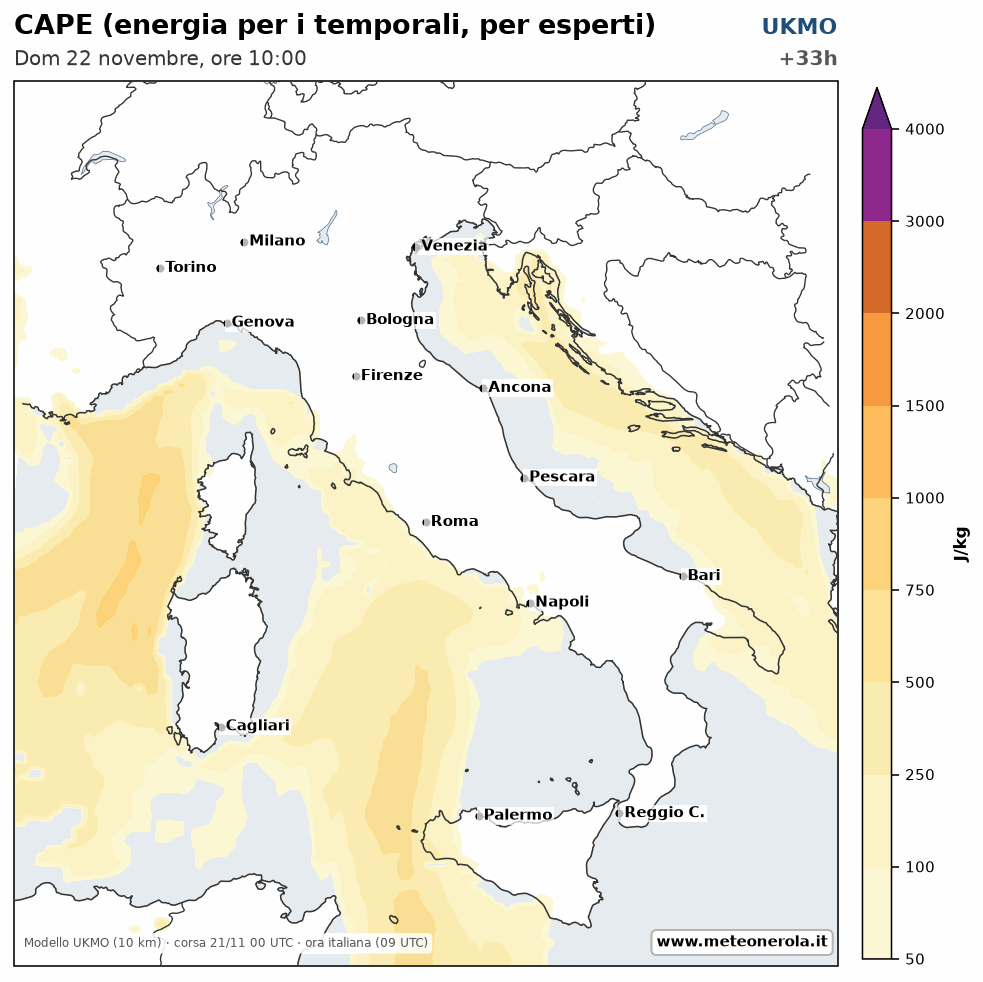 CAPE (energia per i temporali, per esperti)
UKMO
Dom 22 novembre, ore 10:00
+33h
4000
3000
2000
1500
1000
750
500
250
100
50
J/kg
Milano
Venezia
Torino
Genova
Bologna
Firenze
Ancona
Pescara
Roma
Bari
Napoli
Cagliari
Palermo
Reggio C.
Modello UKMO (10 km) · corsa 21/11 00 UTC · ora italiana (09 UTC)
www.meteonerola.it